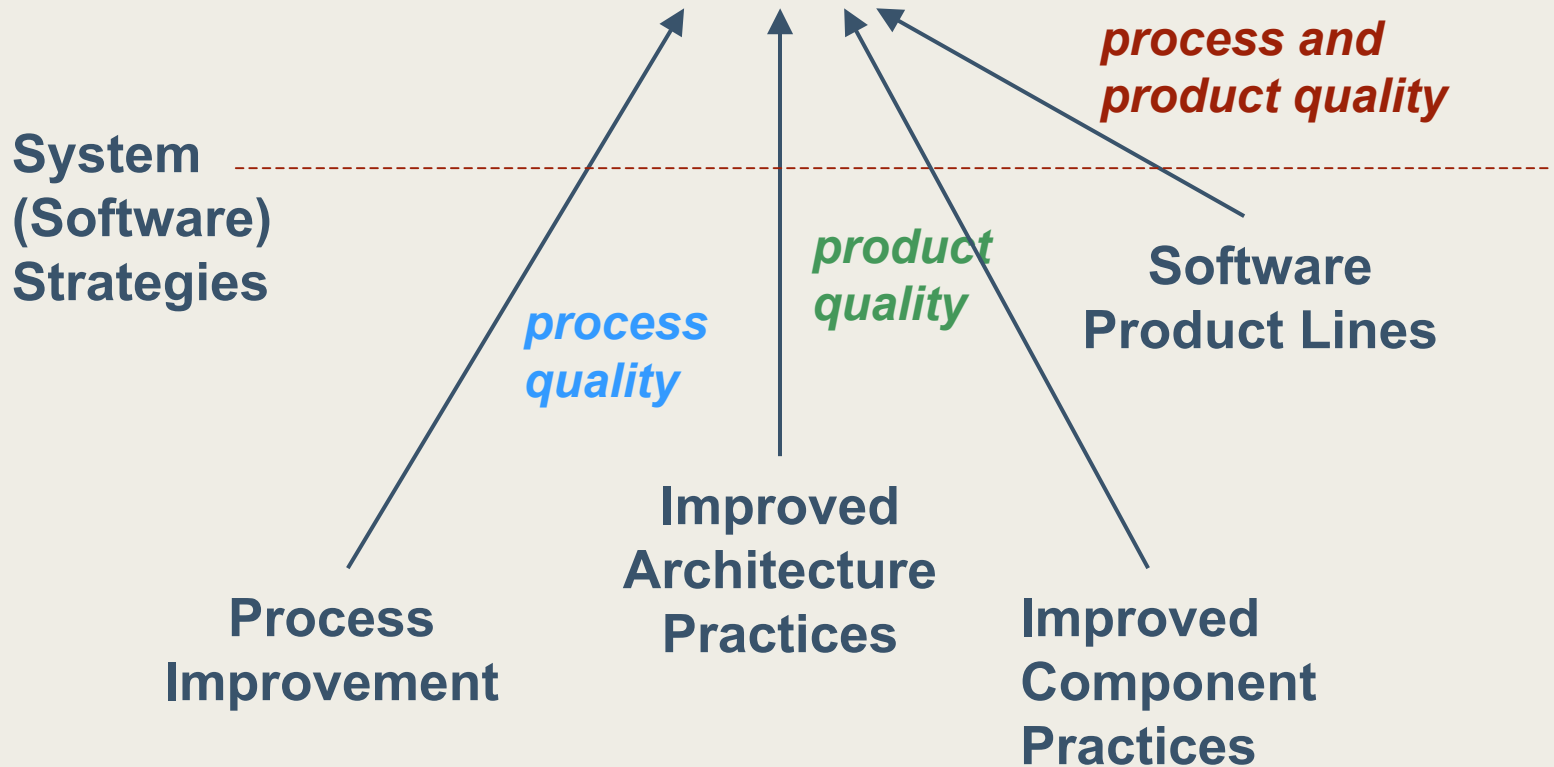 process and
product quality
System
(Software)
Strategies
product
quality
Software
Product Lines
process
quality
Improved
Architecture
Practices
Process
Improvement
Improved
Component
Practices